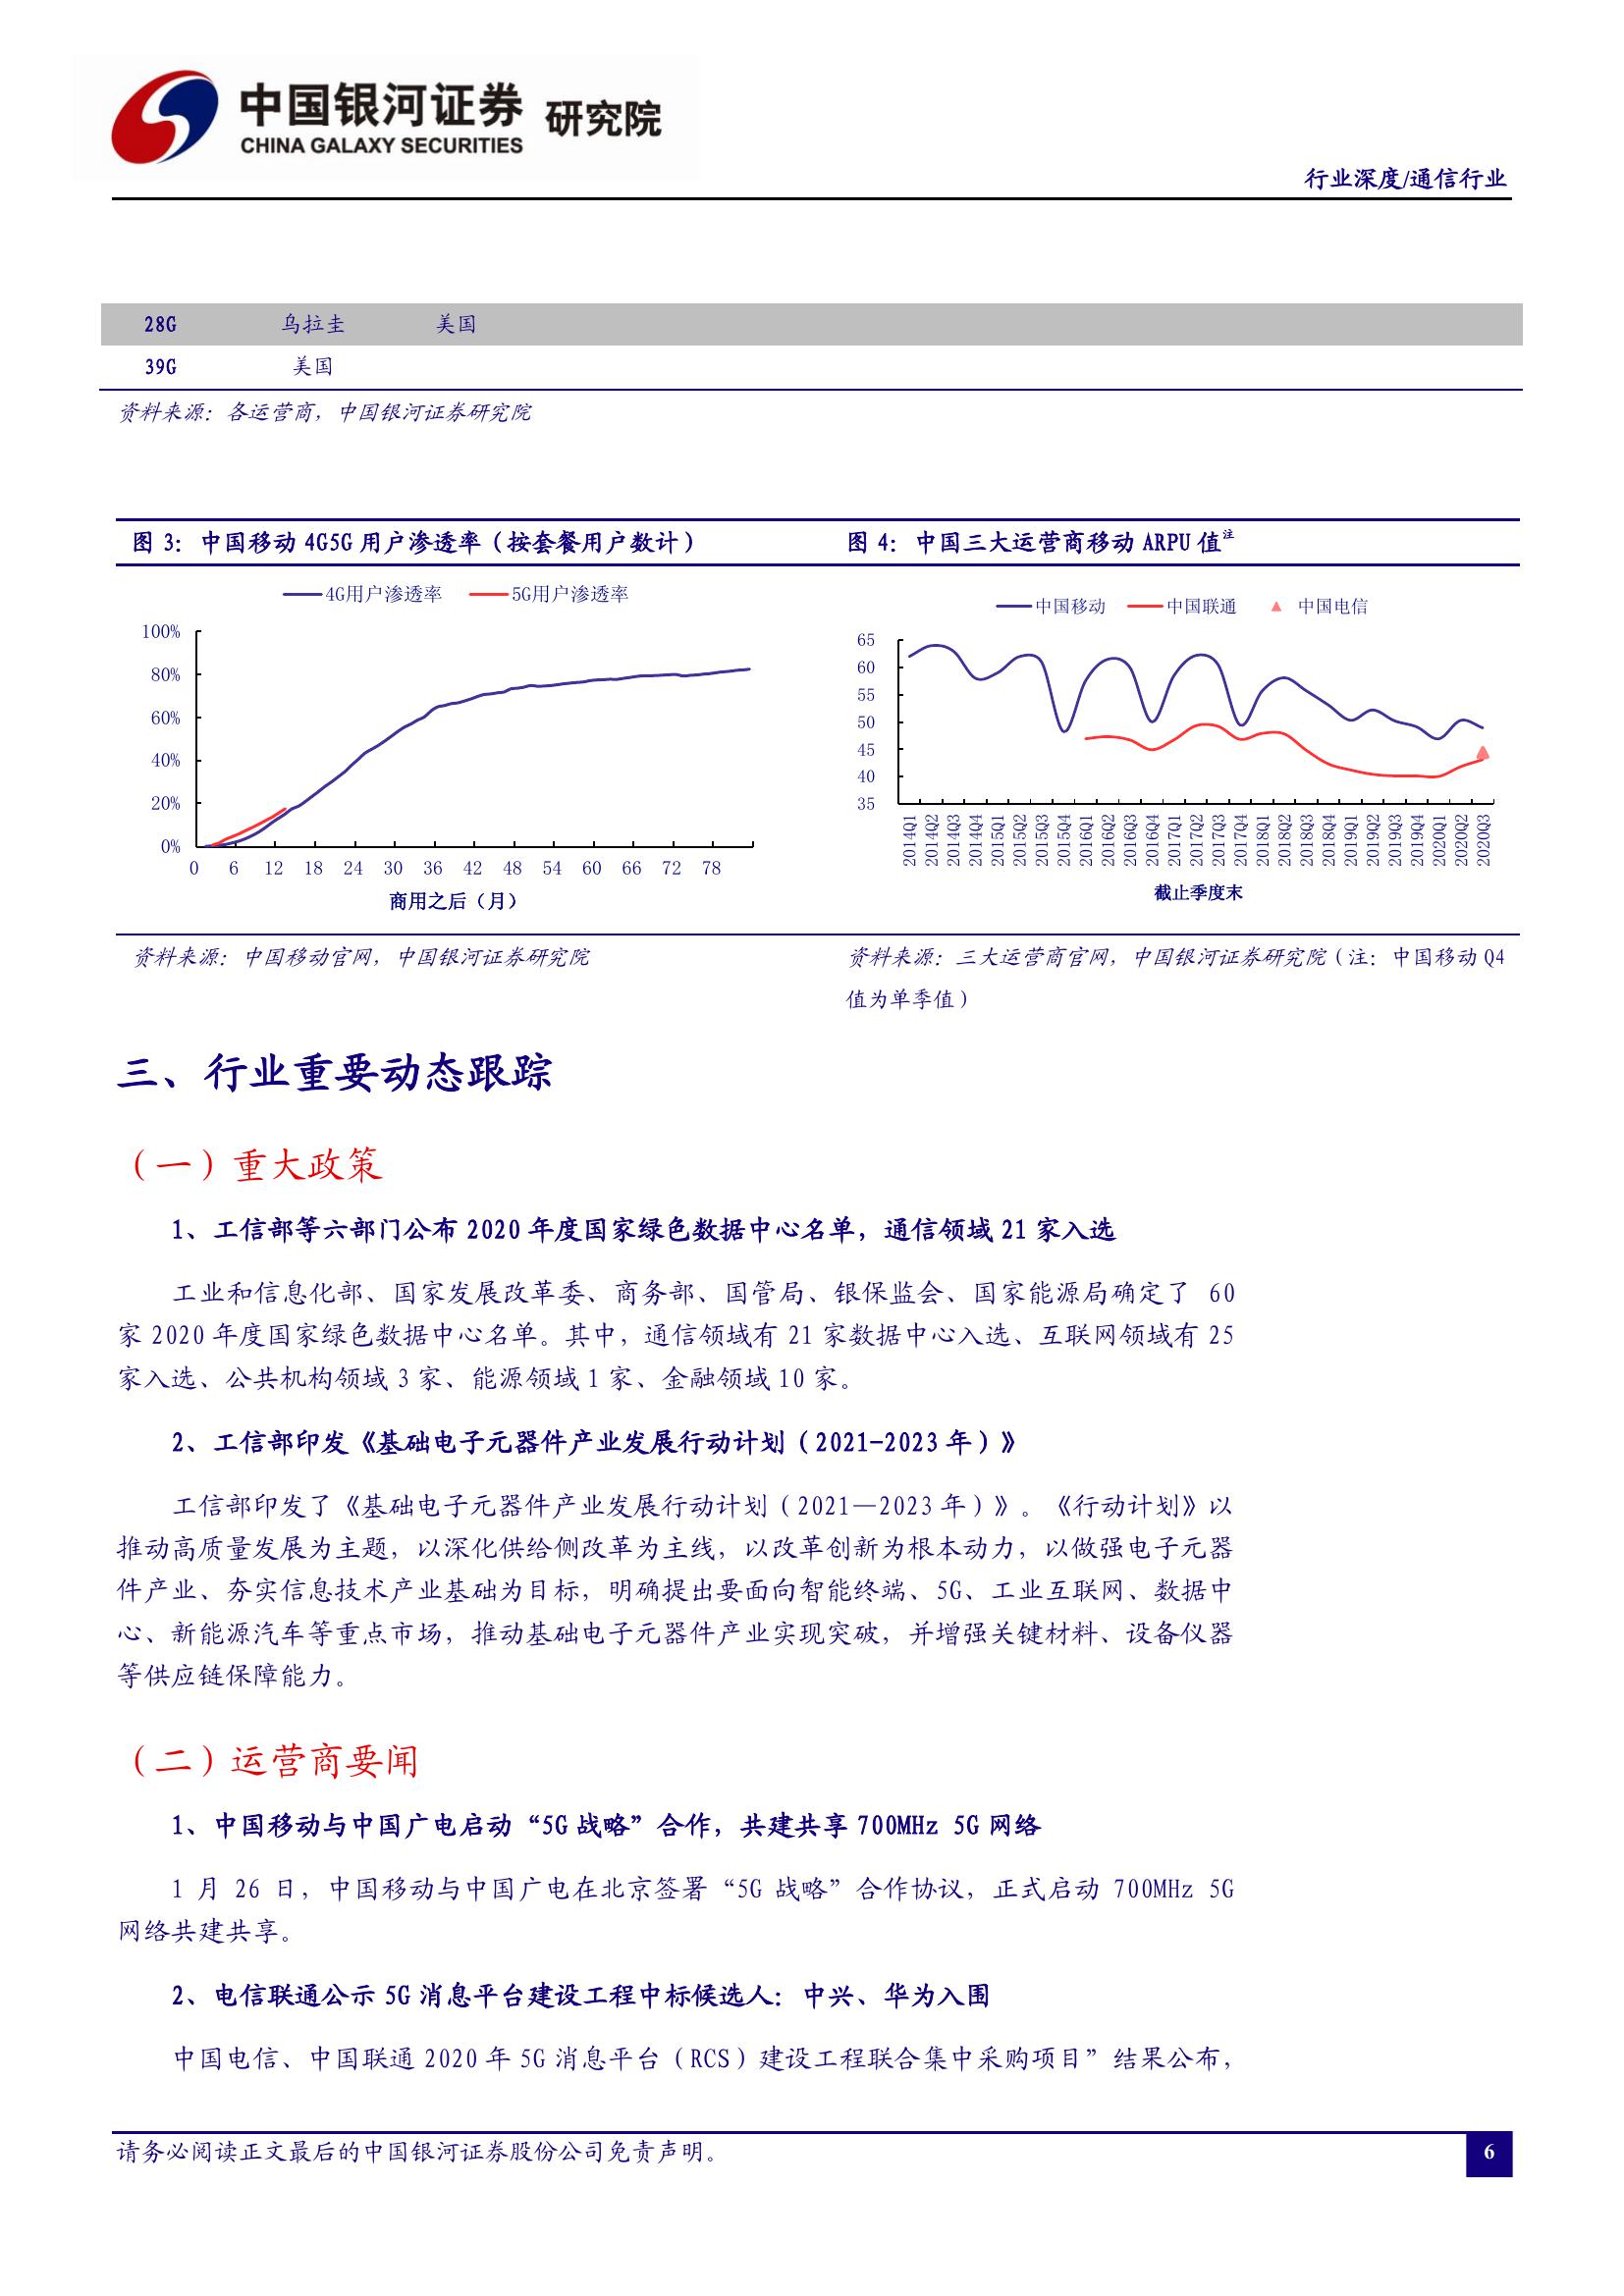 中国银河证券 研究院
CHINA GALAXY SECURITIES
行业深度/通信行业
28G 乌拉圭 美国
39G 美国
资料来源：各运营商，中国银河证券研究院
图 3：中国移动 4G5G 用户渗透率（按套餐用户数计）
4G用户渗透率 5G用户渗透率
100%
80%
60%
40%
20%
0%
0 6 12 18 24 30 36 42 48 54 60 66 72 78
商用之后（月）
资料来源：中国移动官网，中国银河证券研究院
图 4：中国三大运营商移动 ARPU 值注
中国移动 中国联通 中国电信
65
60
55
50
45
40
35
2014Q1 2014Q2 2014Q3 2014Q4 2015Q1 2015Q2 2015Q3 2015Q4 2016Q1 2016Q2 2016Q3 2016Q4 2017Q1 2017Q2 2017Q3 2017Q4 2018Q1 2018Q2 2018Q3 2018Q4 2019Q1 2019Q2 2019Q3 2019Q4 2020Q1 2020Q2 2020Q3
截止季度末
资料来源：三大运营商官网，中国银河证券研究院（注：中国移动 Q4
值为单季值）
三、行业重要动态跟踪
（一）重大政策
1、工信部等六部门公布 2020 年度国家绿色数据中心名单，通信领域 21 家入选
工业和信息化部、国家发展改革委、商务部、国管局、银保监会、国家能源局确定了 60
家 2020 年度国家绿色数据中心名单。其中，通信领域有 21 家数据中心入选、互联网领域有 25
家入选、公共机构领域 3 家、能源领域 1 家、金融领域 10 家。
2、工信部印发《基础电子元器件产业发展行动计划（2021-2023 年）》
工信部印发了《基础电子元器件产业发展行动计划（2021—2023 年）》。《行动计划》以
推动高质量发展为主题，以深化供给侧改革为主线，以改革创新为根本动力，以做强电子元器
件产业、夯实信息技术产业基础为目标，明确提出要面向智能终端、5G、工业互联网、数据中
心、新能源汽车等重点市场，推动基础电子元器件产业实现突破，并增强关键材料、设备仪器
等供应链保障能力。
（二）运营商要闻
1、中国移动与中国广电启动“5G 战略”合作，共建共享 700MHz 5G 网络
1 月 26 日，中国移动与中国广电在北京签署“5G 战略”合作协议，正式启动 700MHz 5G
网络共建共享。
2、电信联通公示 5G 消息平台建设工程中标候选人：中兴、华为入围
中国电信、中国联通 2020 年 5G 消息平台（RCS）建设工程联合集中采购项目”结果公布，
请务必阅读正文最后的中国银河证券股份公司免责声明。
6